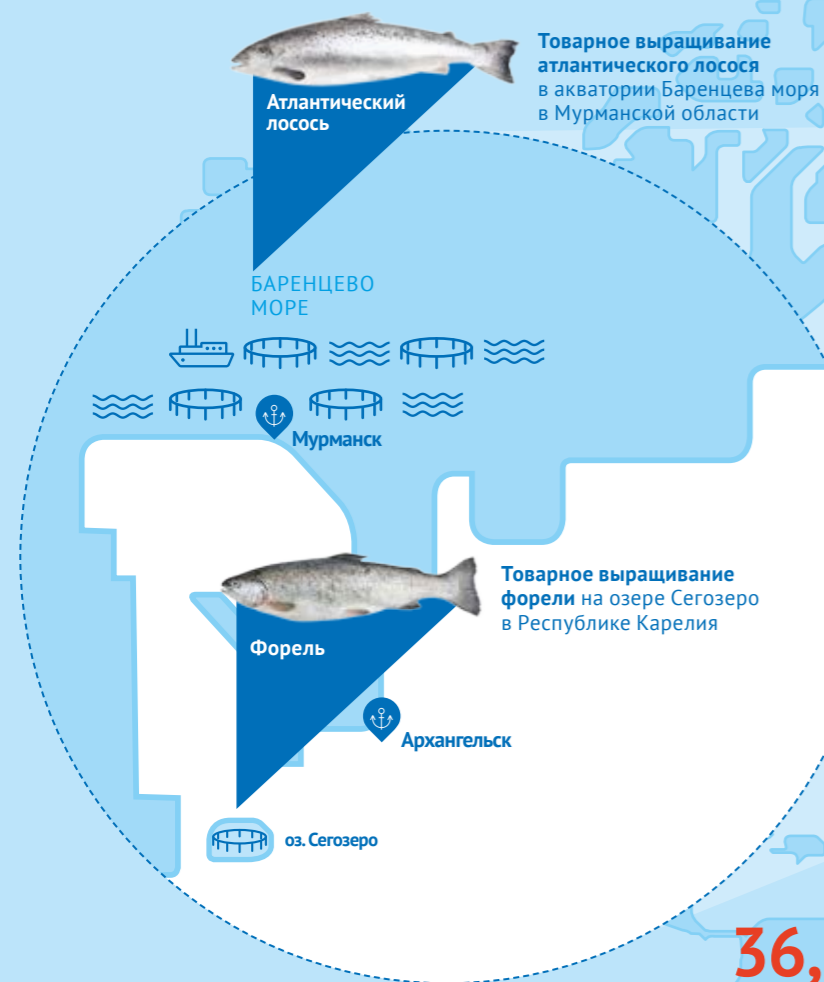 Товарное выращивание
атлантического лосося
в акватории Баренцева моря
в Мурманской области
Атлантический
лосось
БАРЕНЦЕВО
МОРЕ
Мурманск
Товарное выращивание
форели на озере Сегозеро
в Республике Карелия
Форель
Архангельск
оз. Сегозеро
36,